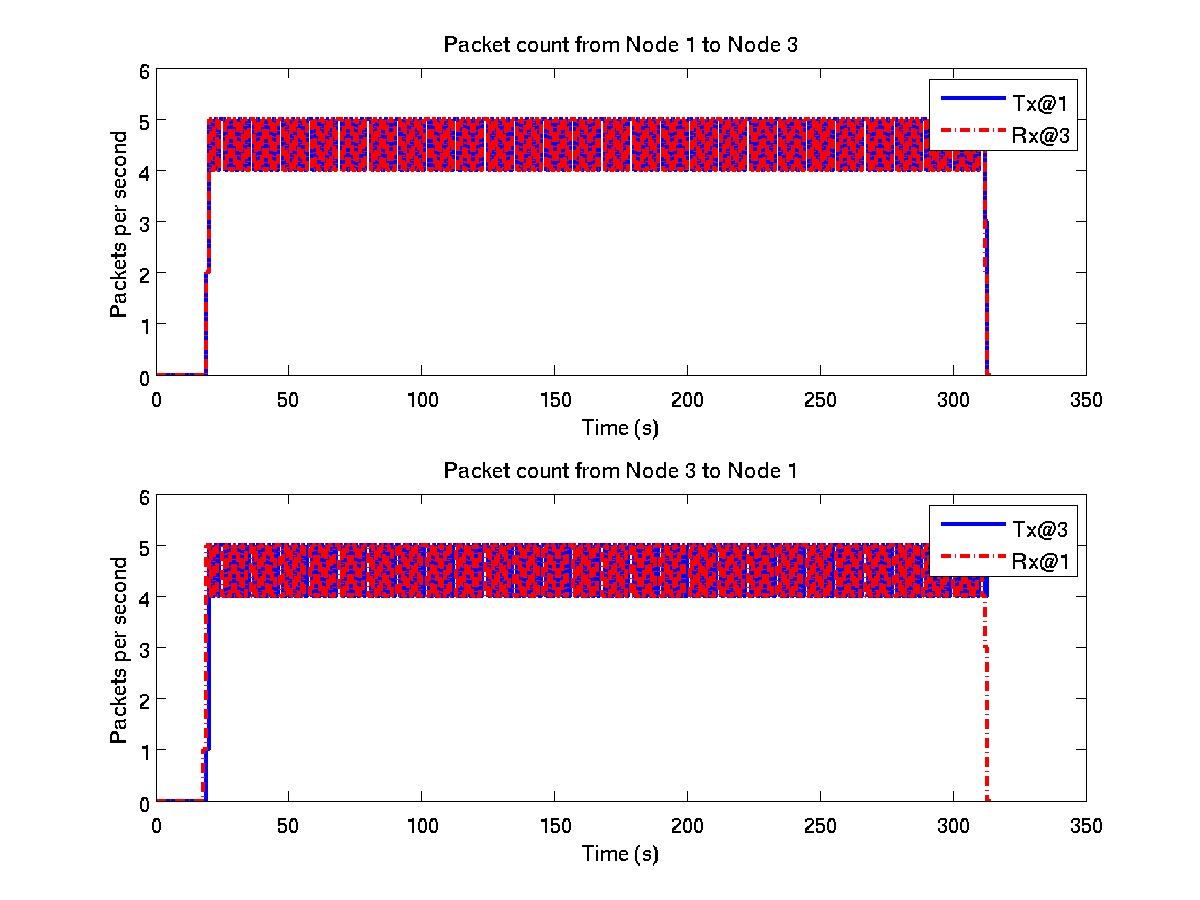 Packet count from Node 1 to Node 3
6
5
4
3
2
1
0
Packets per second
Tx@1
Rx@3
0 50 100 150 200 250 300 350
Time (s)
Packet count from Node 3 to Node 1
6
5
4
3
2
1
0
Packets per second
Tx@3
Rx@1
0 50 100 150 200 250 300 350
Time (s)